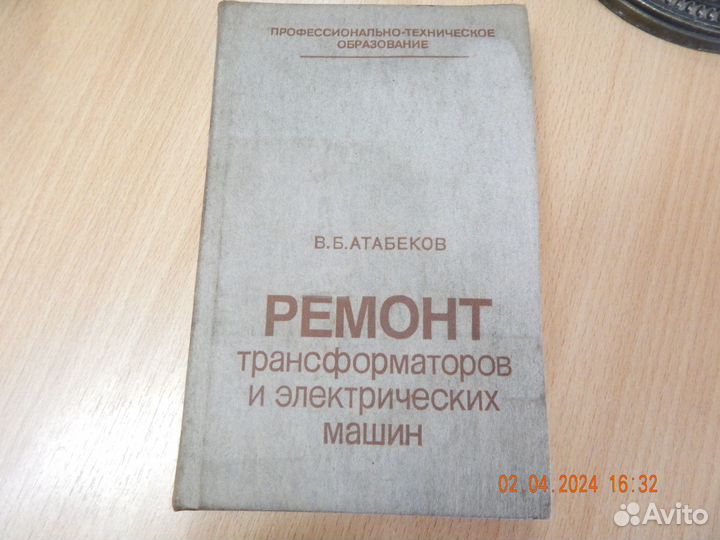 ПРОФЕССИОНАЛЬНО-ТЕХНИЧЕСКОЕ
ОБРАЗОВАНИЕ
В.Б.АТАБЕКОВ
РЕМОНТ
трансформаторов
и электрических
машин
02.04.2024 16:32
Avito